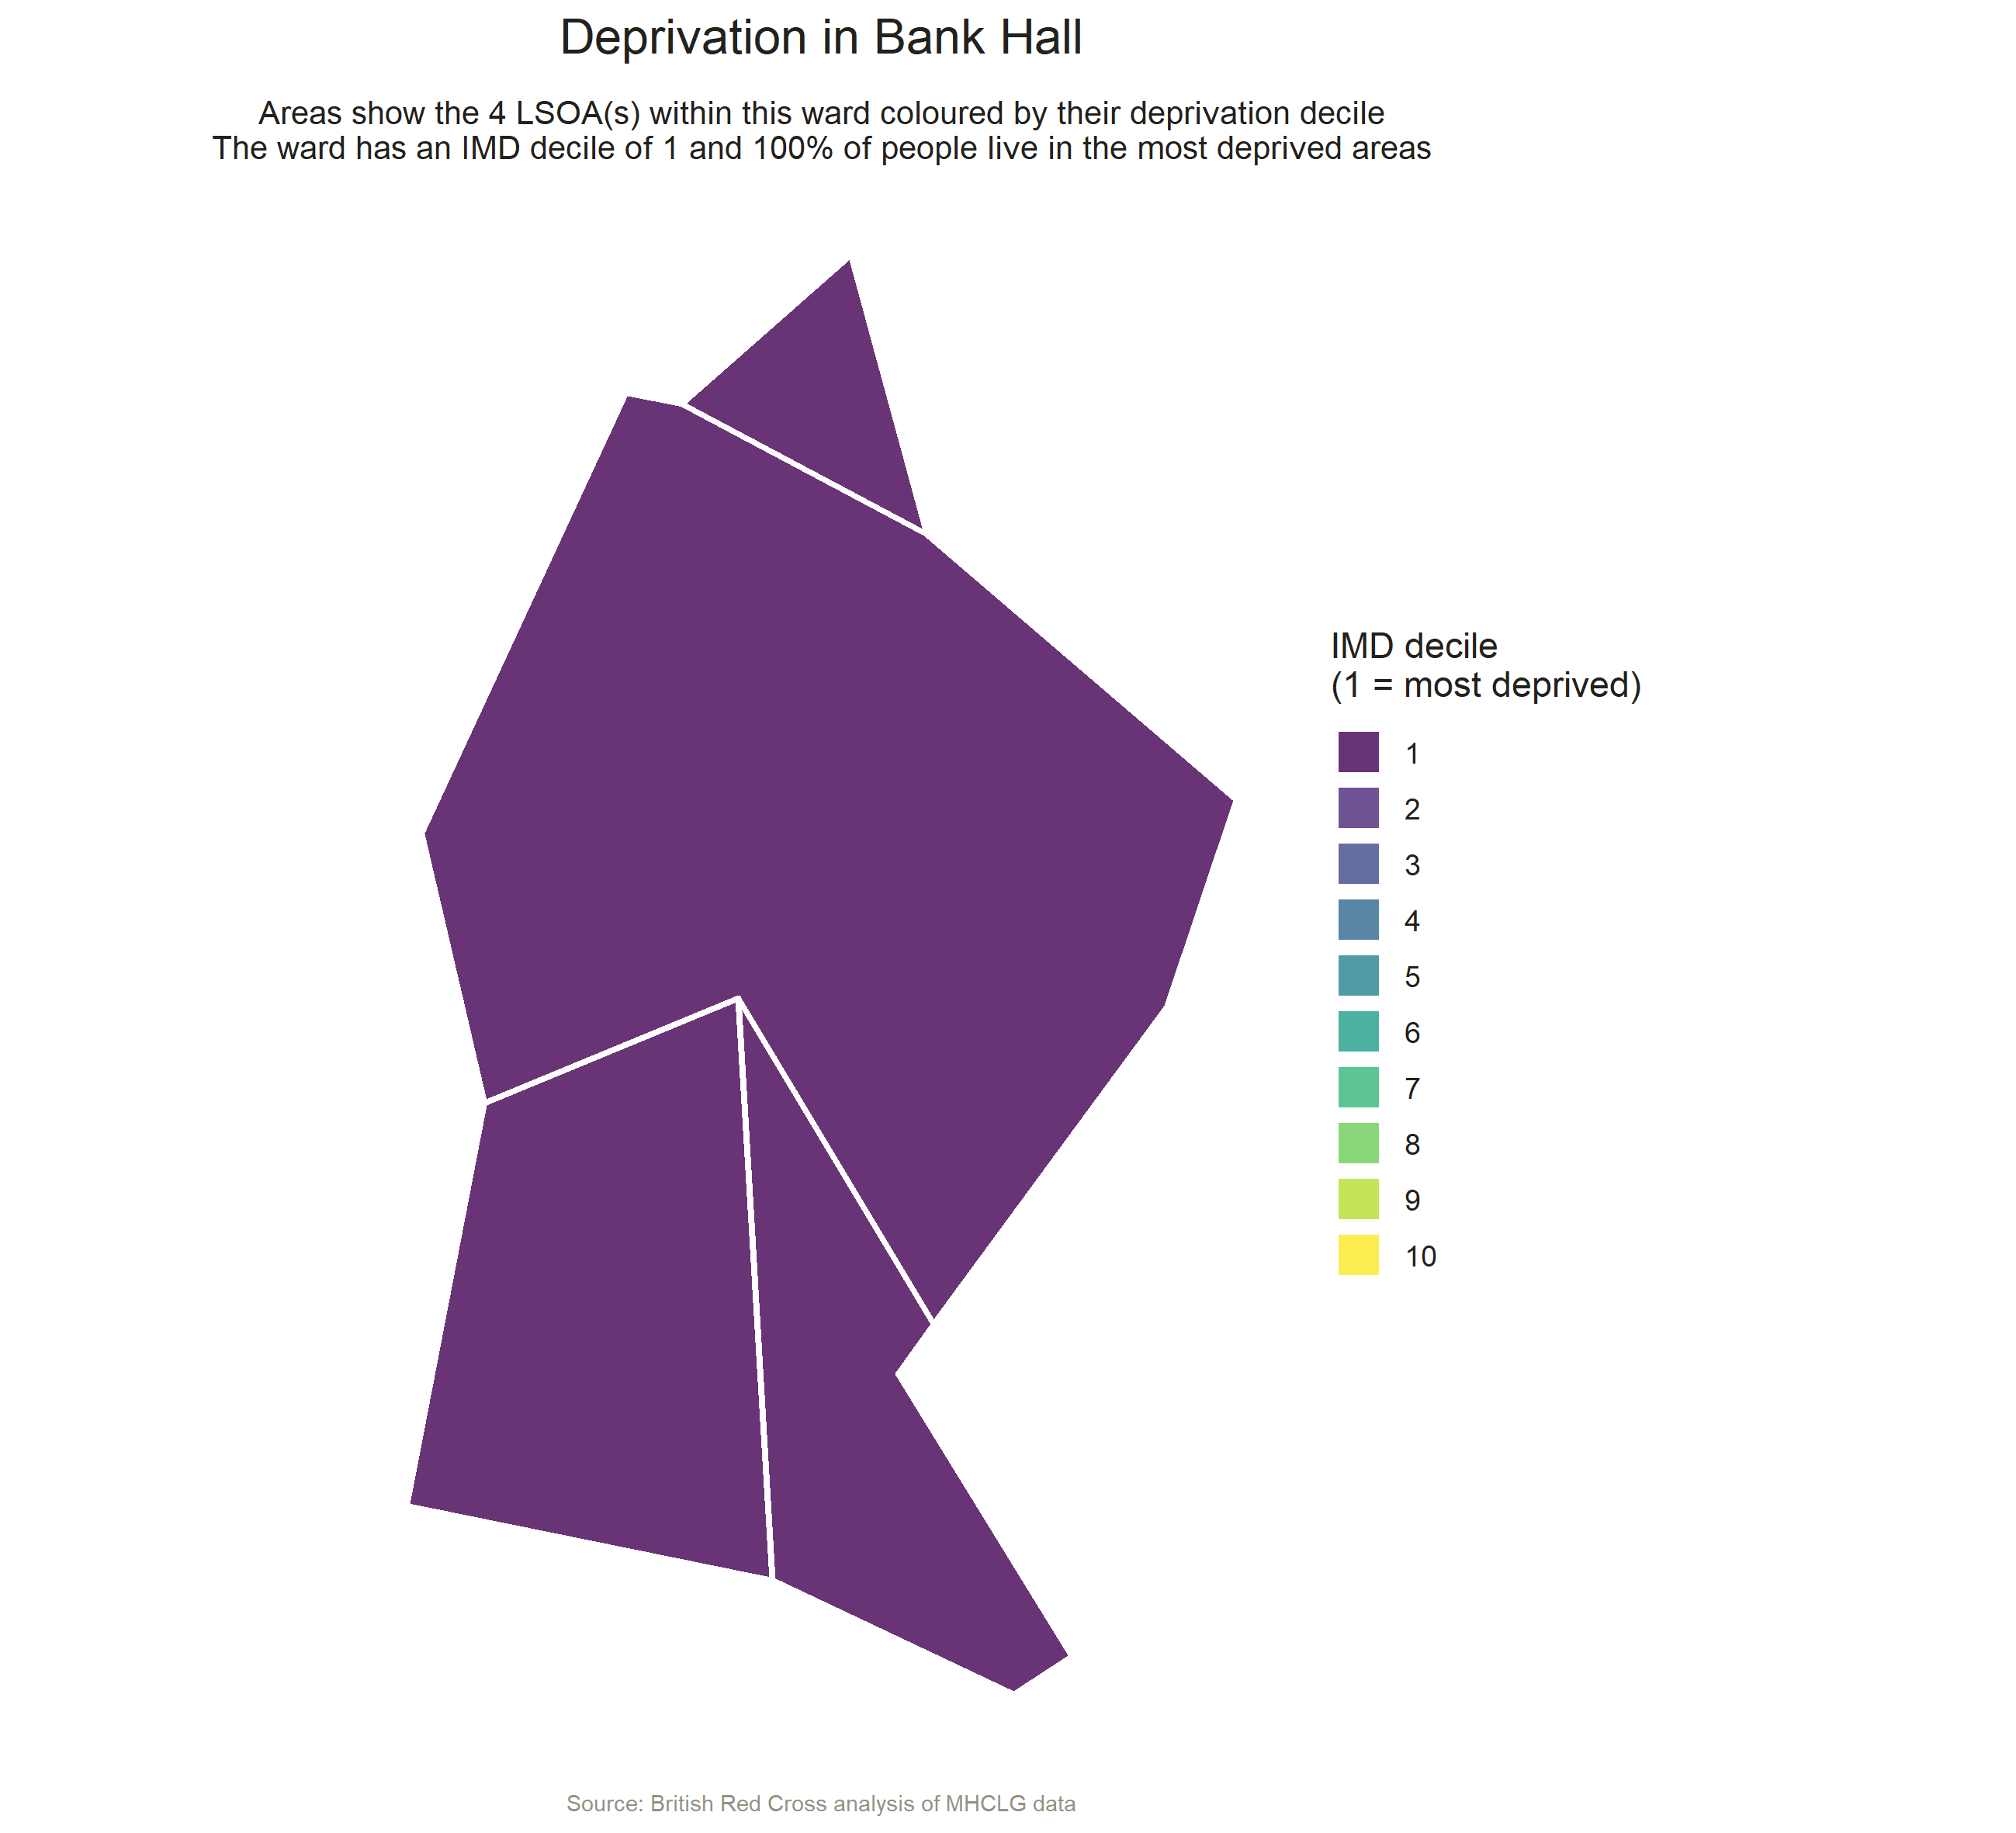 Deprivation in Bank Hall
Areas show the 4 LSOA(s) within this ward coloured by their deprivation decile
The ward has an IMD decile of 1 and 100% of people live in the most deprived areas
IMD decile
(1 = most deprived)
1
2
3
4
5
6
7
8
9
10
Source: British Red Cross analysis of MHCLG data